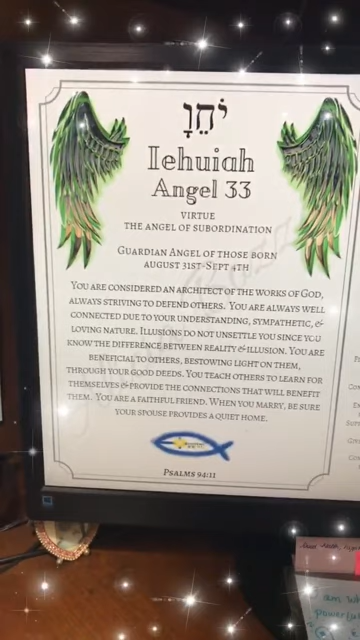 יְחֵוָ
Iehuiah
Angel 33
VIRTUE
THE ANGEL OF SUBORDINATION
GUARDIAN ANGEL OF THOSE BORN
AUGUST 31ST-SEPT 4TH
YOU ARE CONSIDERED AN ARCHITECT OF THE WORKS OF GOD,
ALWAYS STRIVING TO DEFEND OTHERS. YOU ARE ALWAYS WELL
CONNECTED DUE TO YOUR UNDERSTANDING, SYMPATHETIC, &
LOVING NATURE. ILLUSIONS DO NOT UNSETTLE YOU SINCE YOU
KNOW THE DIFFERENCE BETWEEN REALITY & ILLUSION. YOU ARE
BENEFICIAL TO OTHERS, BESTOWING LIGHT ON THEM,
THROUGH YOUR GOOD DEEDS. YOU TEACH OTHERS TO LEARN FOR
THEMSELVES & PROVIDE THE CONNECTIONS THAT WILL BENEFIT
THEM. YOU ARE A FAITHFUL FRIEND. WHEN YOU MARRY, BE SURE
YOUR SPOUSE PROVIDES A QUIET HOME.
PSALMS 94:11